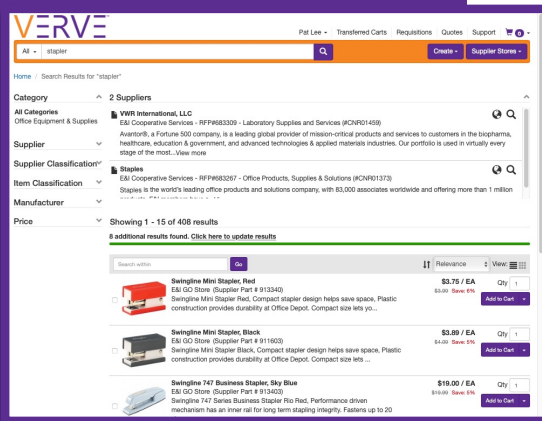 VERVE
Pat Lee
Transferred Carts
Requisitions
Quotes
Support
0
All
stapler
Create
Supplier Stores
Home / Search Results for "stapler"
Category
All Categories
Office Equipment & Supplies
Supplier
Supplier Classification
Item Classification
Manufacturer
Price
2 Suppliers
VWR International, LLC
E&I Cooperative Services - RFP#683309 - Laboratory Supplies and Services (#CNR01459)
Avantor®, a Fortune 500 company, is a leading global provider of mission-critical products and services to customers in the biopharma,
healthcare, education & government, and advanced technologies & applied materials industries. Our portfolio is used in virtually every
stage of the most...View more
Staples
E&I Cooperative Services - RFP#683267 - Office Products, Supplies & Solutions (#CNR01373)
Staples is the world's leading office products and solutions company, with 83,000 associates worldwide and offering more than 1 million
Showing 1 - 15 of 408 results
8 additional results found. Click here to update results
Search within
Go
Relevance
View:
Swingline Mini Stapler, Red
E&I GO Store (Supplier Part # 913340)
Swingline Mini Stapler Red, Compact stapler design helps save space, Plastic
construction provides durability at Office Depot. Compact size lets yo...
$3.75 / EA
$3.99 Save: 6%
Qty 1
Add to Cart
Swingline Mini Stapler, Black
E&I GO Store (Supplier Part # 911603)
Swingline Mini Stapler Black, Compact stapler design helps save space, Plastic
construction provides durability at Office Depot. Compact size lets ...
$3.89 / EA
$4.09 Save: 5%
Qty 1
Add to Cart
Swingline 747 Business Stapler, Sky Blue
E&I GO Store (Supplier Part # 913403)
Swingline 747 Series Business Stapler Rio Red, Performance driven
mechanism has an inner rail for long term stapling integrity. Fastens up to 20
$19.00 / EA
$19.99 Save: 5%
Qty 1
Add to Cart